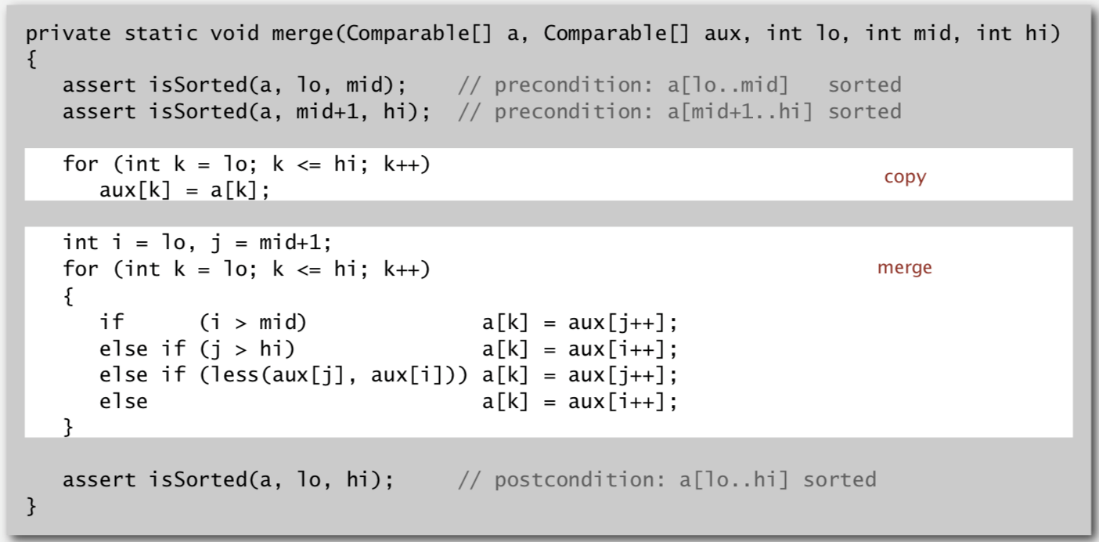 private static void merge(Comparable[] a, Comparable[] aux, int lo, int mid, int hi)
{
   assert isSorted(a, lo, mid);    // precondition: a[lo..mid]   sorted
   assert isSorted(a, mid+1, hi);  // precondition: a[mid+1..hi] sorted
   for (int k = lo; k <= hi; k++)
      aux[k] = a[k];
copy
   int i = lo, j = mid+1;
   for (int k = lo; k <= hi; k++)
merge
   {
      if      (i > mid)              a[k] = aux[j++];
      else if (j > hi)               a[k] = aux[i++];
      else if (less(aux[j], aux[i])) a[k] = aux[j++];
      else                           a[k] = aux[i++];
   }
   assert isSorted(a, lo, hi);     // postcondition: a[lo..hi] sorted
}